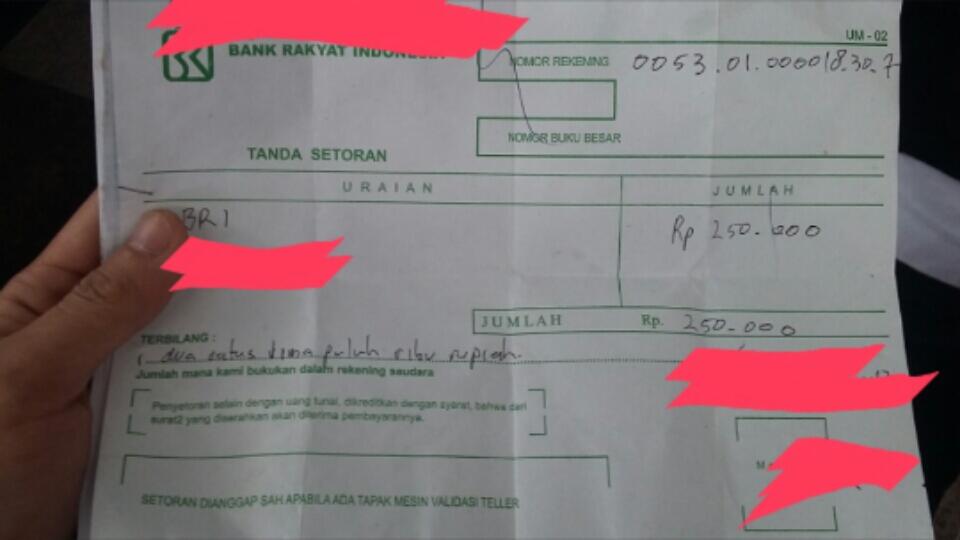 UM - 02
BANK RAKYAT INDONESIA
NOMOR REKENING 0053.01.000018.30.7
NOMOR BUKU BESAR
TANDA SETORAN
URAIAN JUMLAH
BRI Rp 250.000
JUMLAH Rp. 250.000
TERBILANG :
dua ratus lima puluh ribu rupiah
Jumlah mana kami bukukan dalam rekening saudara
Penyetoran selain dengan uang tunai, dikreditkan dengan syarat, bahwa dari
surat2 yang diserahkan akan diterima pembayarannya.
SETORAN DIANGGAP SAH APABILA ADA TAPAK MESIN VALIDASI TELLER